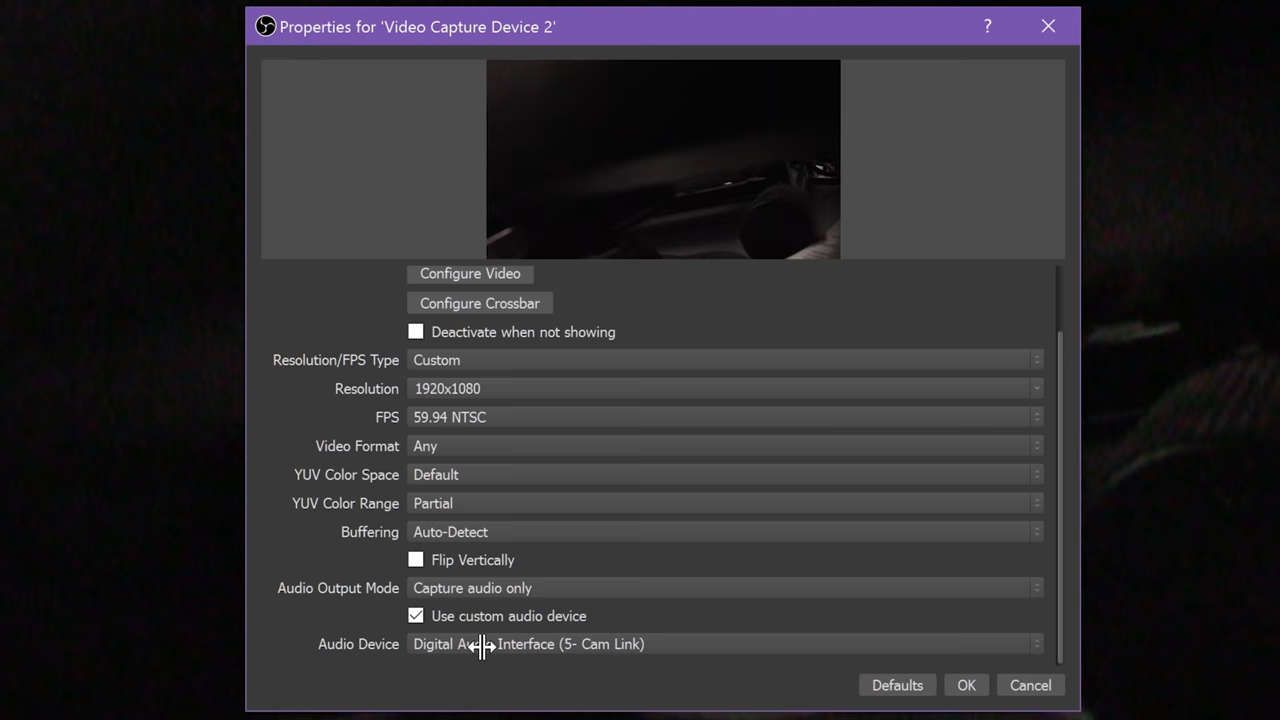 Properties for 'Video Capture Device 2'
?
Configure Video
Configure Crossbar
Deactivate when not showing
Resolution/FPS Type Custom
Resolution 1920x1080
FPS 59.94 NTSC
Video Format Any
YUV Color Space Default
YUV Color Range Partial
Buffering Auto-Detect
Flip Vertically
Audio Output Mode Capture audio only
Use custom audio device
Audio Device Digital Audio Interface (5- Cam Link)
Defaults OK Cancel